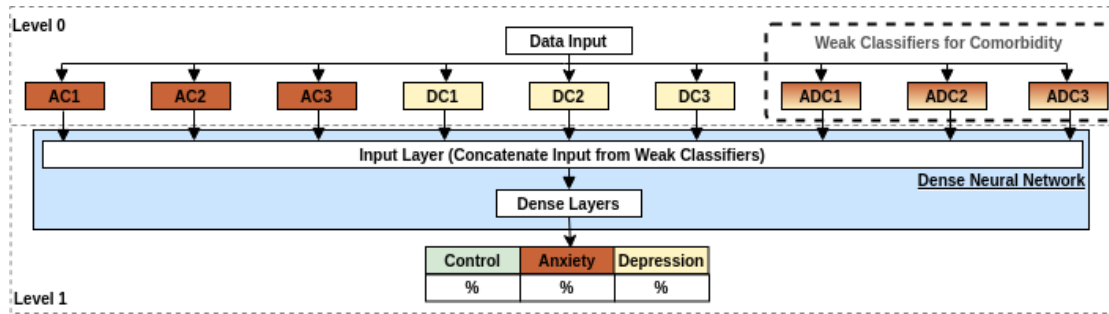 Level 0
Data Input
Weak Classifiers for Comorbidity
AC1 AC2 AC3 DC1 DC2 DC3 ADC1 ADC2 ADC3
Input Layer (Concatenate Input from Weak Classifiers)
Dense Neural Network
Dense Layers
Control Anxiety Depression
% % %
Level 1